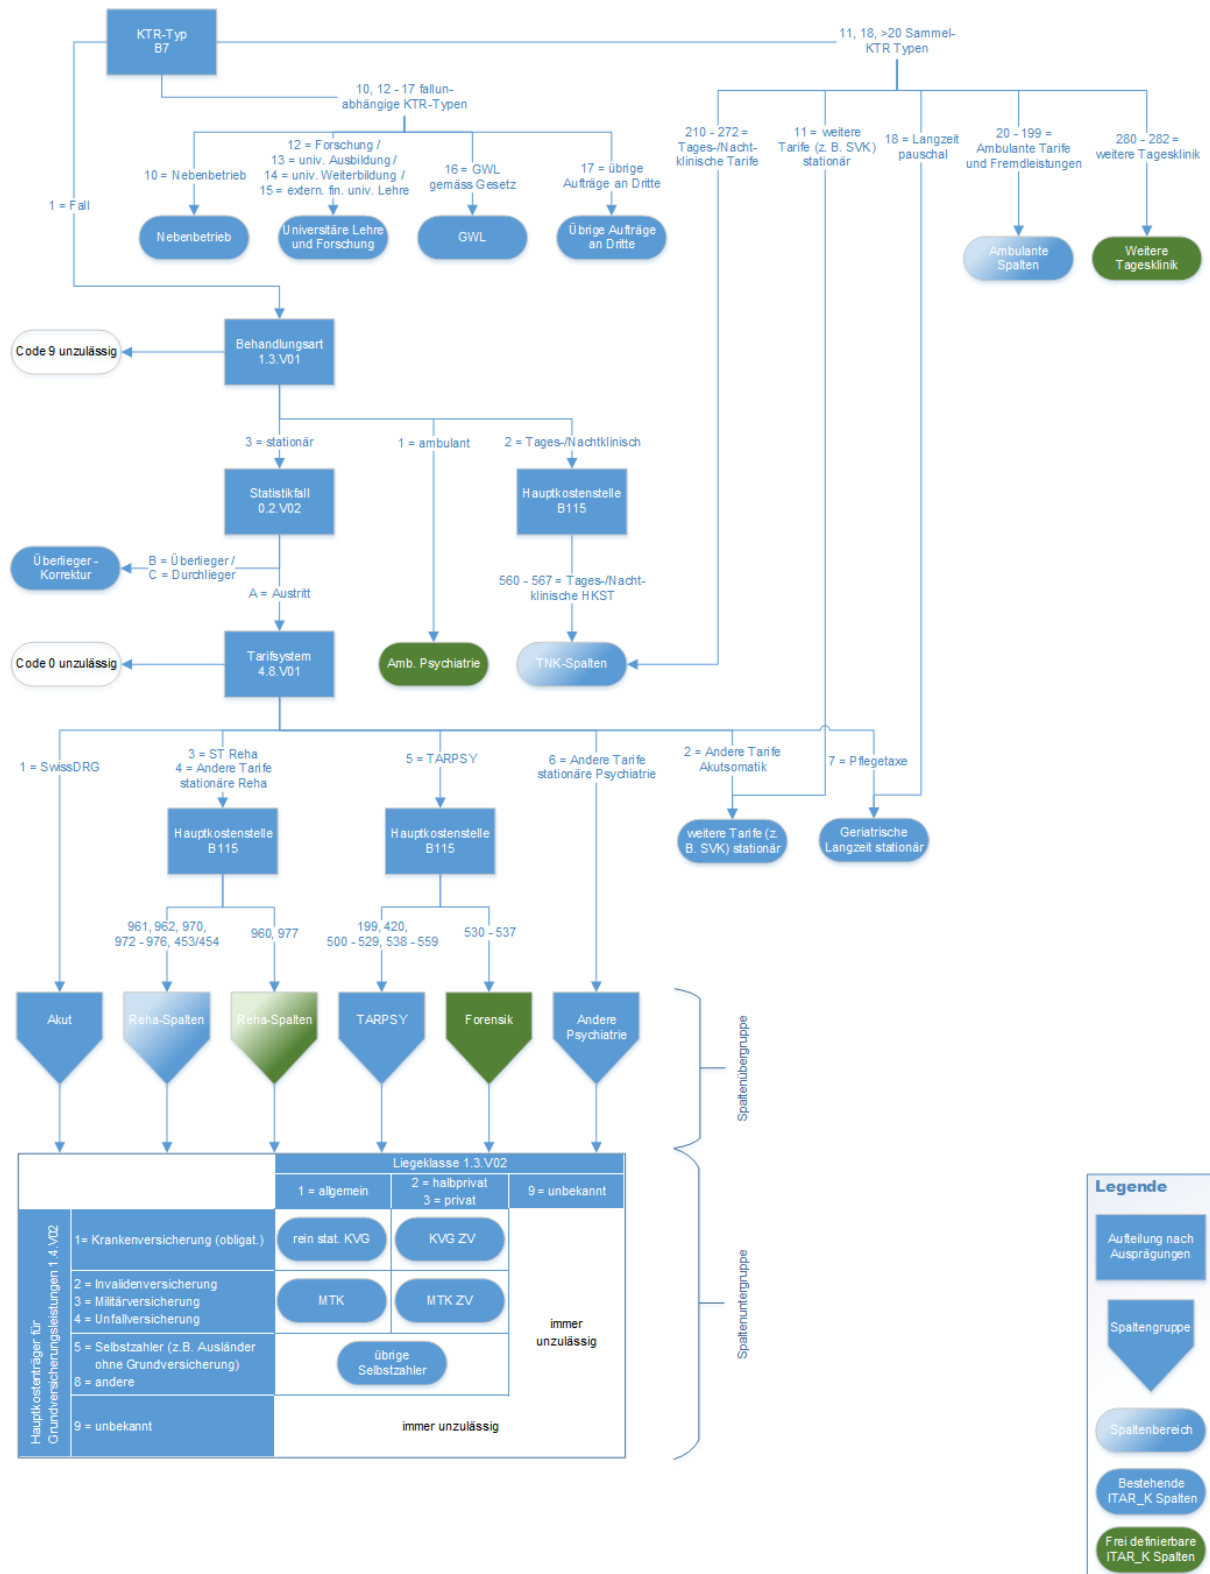 KTR-Typ
B7
11, 18, >20 Sammel-
KTR Typen
10, 12 - 17 fallun-
abhängige KTR-Typen
1 = Fall
10 = Nebenbetrieb
12 = Forschung /
13 = univ. Ausbildung /
14 = univ. Weiterbildung /
15 = extern. fin. univ. Lehre
16 = GWL
gemäss Gesetz
17 = übrige
Aufträge an Dritte
210 - 272 =
Tages-/Nacht-
klinische Tarife
11 = weitere
Tarife (z. B. SVK)
stationär
18 = Langzeit
pauschal
20 - 199 =
Ambulante Tarife
und Fremdleistungen
280 - 282 =
weitere Tagesklinik
Nebenbetrieb
Universitäre Lehre
und Forschung
GWL
Übrige Aufträge
an Dritte
Ambulante
Spalten
Weitere
Tagesklinik
Code 9 unzulässig
Behandlungsart
1.3.V01
3 = stationär
1 = ambulant
2 = Tages-/Nachtklinisch
Statistikfall
0.2.V02
Hauptkostenstelle
B115
Überlieger -
Korrektur
B = Überlieger /
C = Durchlieger
A = Austritt
560 - 567 = Tages-/Nacht-
klinische HKST
Code 0 unzulässig
Tarifsystem
4.8.V01
Amb. Psychiatrie
TNK-Spalten
1 = SwissDRG
3 = ST Reha
4 = Andere Tarife
stationäre Reha
5 = TARPSY
6 = Andere Tarife
stationäre Psychiatrie
2 = Andere Tarife
Akutsomatik
7 = Pflegetaxe
Hauptkostenstelle
B115
Hauptkostenstelle
B115
weitere Tarife (z.
B. SVK) stationär
Geriatrische
Langzeit stationär
961, 962, 970,
972 - 976, 453/454
960, 977
199, 420,
500 - 529, 538 - 559
530 - 537
Akut
Reha-Spalten
Reha-Spalten
TARPSY
Forensik
Andere
Psychiatrie
Spaltenübergruppe
Liegeklasse 1.3.V02
1 = allgemein
2 = halbprivat
3 = privat
9 = unbekannt
Hauptkostenträger für
Grundversicherungsleistungen 1.4.V02
1= Krankenversicherung (obligat.)
rein stat. KVG
KVG ZV
2 = Invalidenversicherung
3 = Militärversicherung
4 = Unfallversicherung
MTK
MTK ZV
immer
unzulässig
5 = Selbstzahler (z.B. Ausländer
ohne Grundversicherung)
8 = andere
übrige
Selbstzahler
9 = unbekannt
immer unzulässig
Spaltenuntergruppe
Legende
Aufteilung nach
Ausprägungen
Spaltengruppe
Spaltenbereich
Bestehende
ITAR_K Spalten
Frei definierbare
ITAR_K Spalten